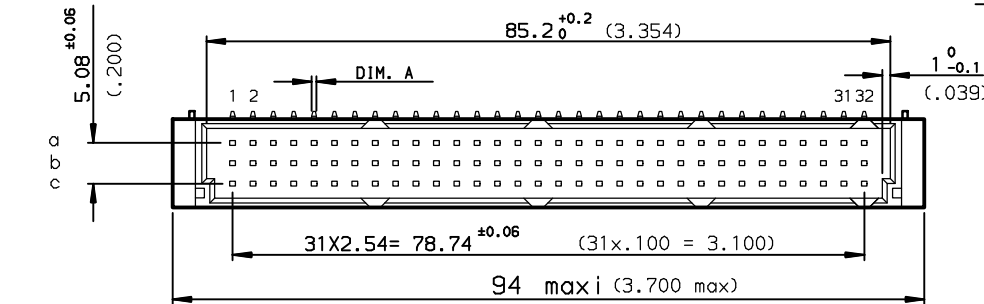 85.2 +0.2 0 (3.354)
5.08 ±0.06
(.200)
DIM. A
1 0 -0.1
(.039)
1 2
31 32
a
b
c
31X2.54= 78.74 ±0.06 (31x.100 = 3.100)
94 maxi (3.700 max)